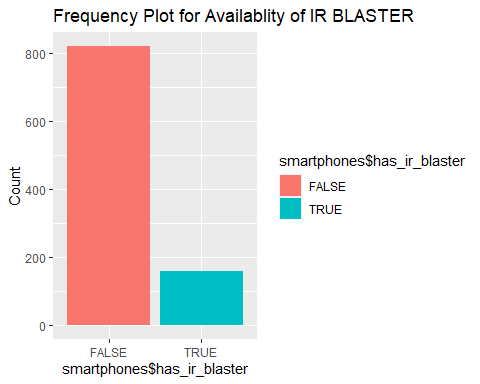 Frequency Plot for Availablity of IR BLASTER
800
600
400
200
0
Count
FALSE TRUE
smartphones$has_ir_blaster
smartphones$has_ir_blaster
FALSE
TRUE